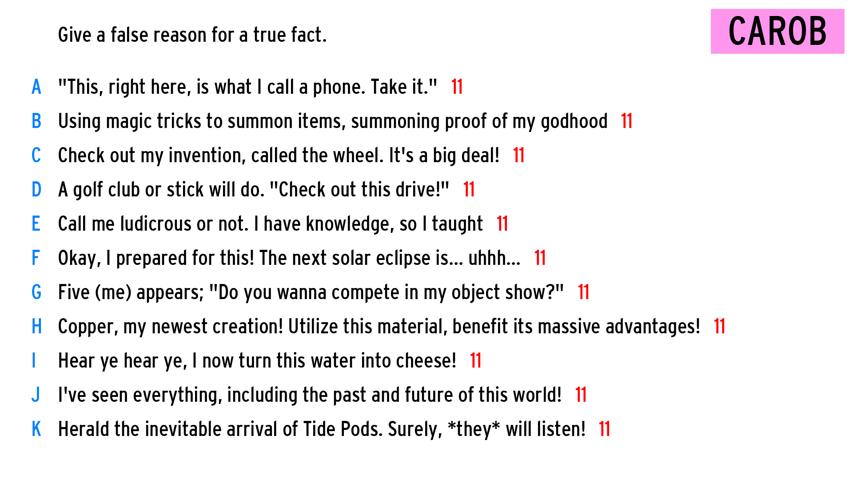 Give a false reason for a true fact.
CAROB
A "This, right here, is what I call a phone. Take it." 11
B Using magic tricks to summon items, summoning proof of my godhood 11
C Check out my invention, called the wheel. It's a big deal! 11
D A golf club or stick will do. "Check out this drive!" 11
E Call me ludicrous or not. I have knowledge, so I taught 11
F Okay, I prepared for this! The next solar eclipse is... uhhh... 11
G Five (me) appears; "Do you wanna compete in my object show?" 11
H Copper, my newest creation! Utilize this material, benefit its massive advantages! 11
I Hear ye hear ye, I now turn this water into cheese! 11
J I've seen everything, including the past and future of this world! 11
K Herald the inevitable arrival of Tide Pods. Surely, *they* will listen! 11